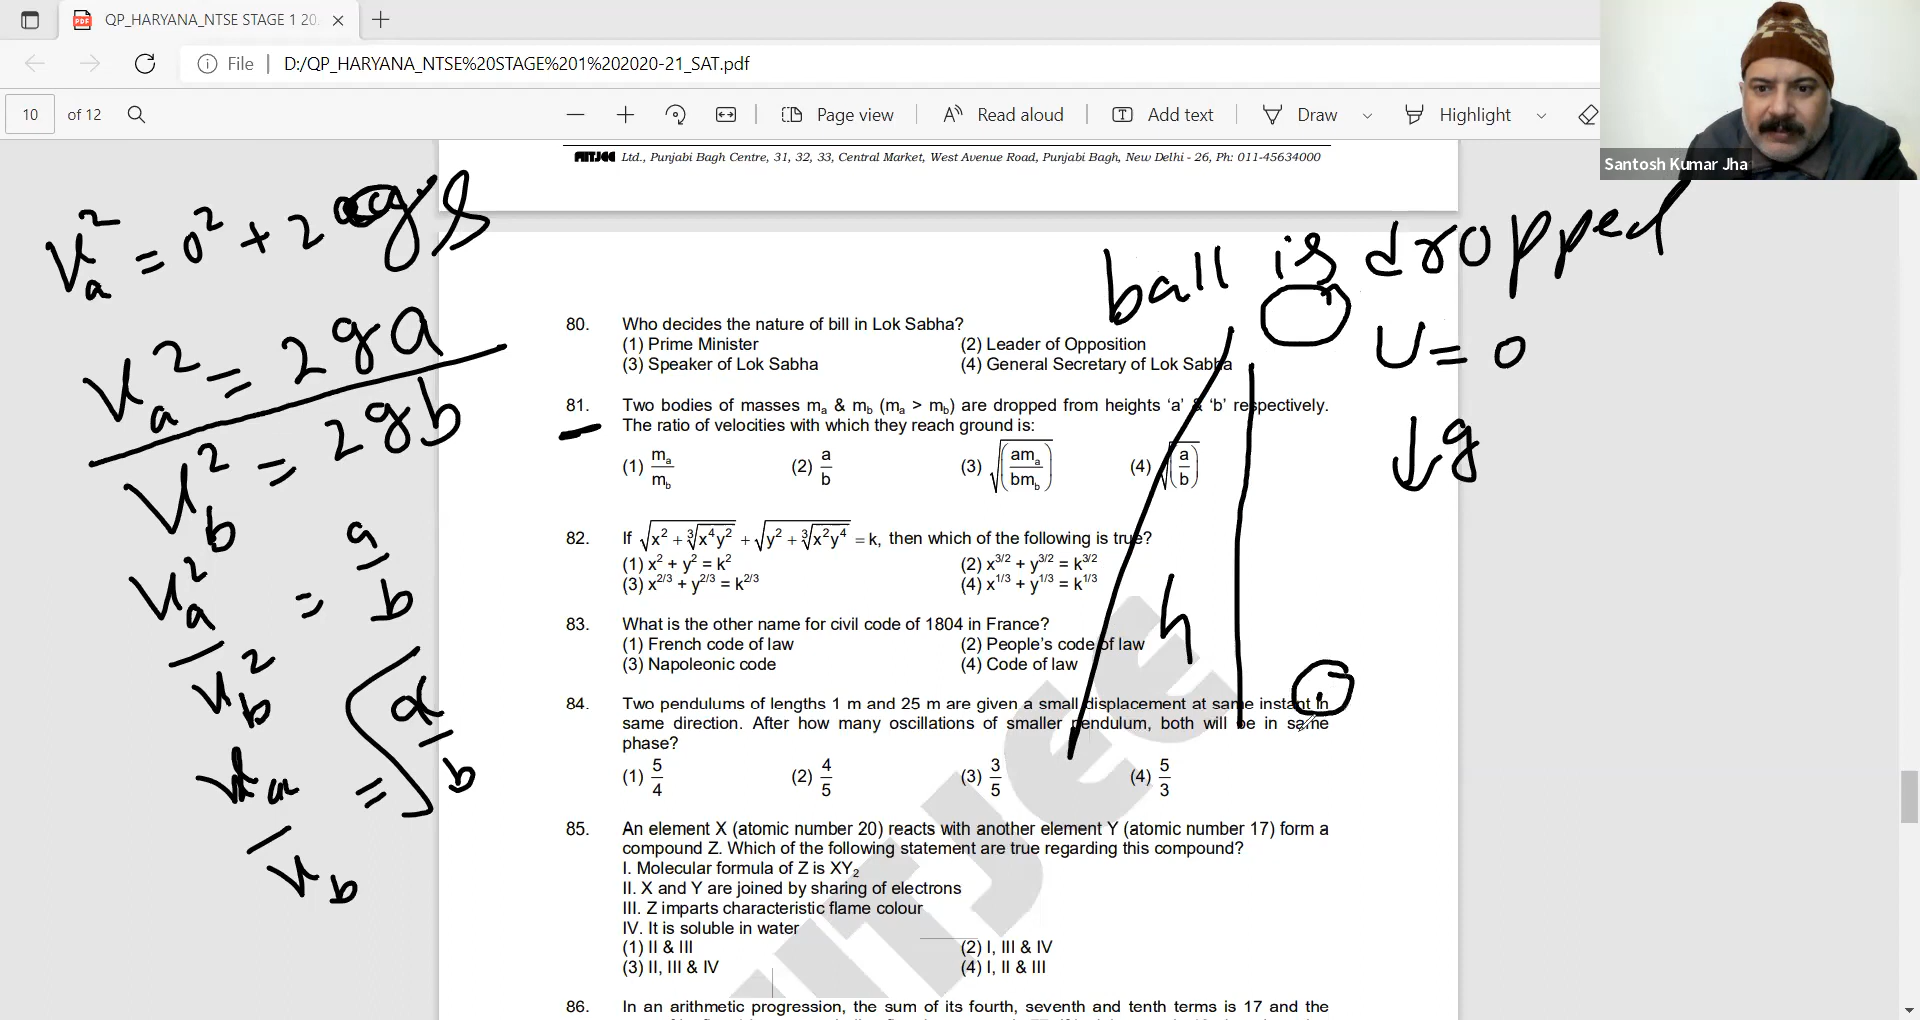 QP_HARYANA_NTSE STAGE 1 20
File D:/QP_HARYANA_NTSE%20STAGE%201%202020-21_SAT.pdf
10 of 12 Page view Read aloud Add text Draw Highlight
Santosh Kumar Jha
FIITJEE Ltd., Punjabi Bagh Centre, 31, 32, 33, Central Market, West Avenue Road, Punjabi Bagh, New Delhi - 26, Ph: 011-45634000
ball is dropped
u = 0
↓g
h
80. Who decides the nature of bill in Lok Sabha?
(1) Prime Minister (2) Leader of Opposition
(3) Speaker of Lok Sabha (4) General Secretary of Lok Sabha
81. Two bodies of masses mₐ & m_b (mₐ > m_b) are dropped from heights ‘a’ & ‘b’ respectively.
The ratio of velocities with which they reach ground is:
(1) mₐ/m_b (2) a/b (3) √(amₐ/bm_b) (4) √(a/b)
82. If √(x² + ∛(x⁴y²)) + √(y² + ∛(x²y⁴)) = k, then which of the following is true?
(1) x² + y² = k² (2) x^3/2 + y^3/2 = k^3/2
(3) x^2/3 + y^2/3 = k^2/3 (4) x^1/3 + y^1/3 = k^1/3
83. What is the other name for civil code of 1804 in France?
(1) French code of law (2) People’s code of law
(3) Napoleonic code (4) Code of law
84. Two pendulums of lengths 1 m and 25 m are given a small displacement at same instant in
same direction. After how many oscillations of smaller pendulum, both will be in same
phase?
(1) 5/4 (2) 4/5 (3) 3/5 (4) 5/3
85. An element X (atomic number 20) reacts with another element Y (atomic number 17) form a
compound Z. Which of the following statement are true regarding this compound?
I. Molecular formula of Z is XY₂
II. X and Y are joined by sharing of electrons
III. Z imparts characteristic flame colour
IV. It is soluble in water
(1) II & III (2) I, III & IV
(3) II, III & IV (4) I, II & III
86. In an arithmetic progression, the sum of its fourth, seventh and tenth terms is 17 and the
vₐ² = 0² + 2gs
vₐ² = 2ga
v_b² = 2gb
vₐ²/v_b² = a/b
vₐ/v_b = √(a/b)